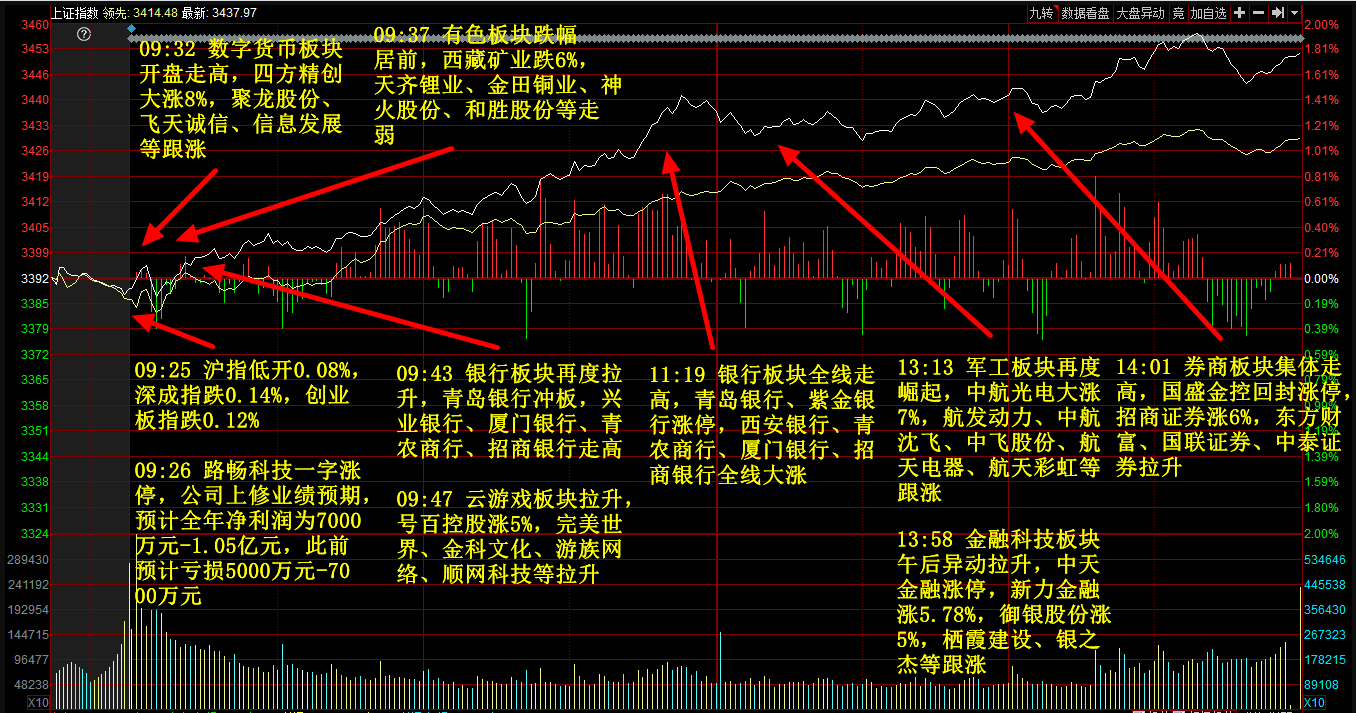 上证指数 领先: 3414.48 最新: 3437.97
九转 数据看盘 大盘异动 竞 加自选
3460
3453
3446
3440
3433
3426
3419
3412
3405
3399
3392
3385
3379
3372
3365
3358
3351
3344
3338
3331
3324
289430
241192
192954
144715
96477
48238
X10
09:32 数字货币板块
开盘走高，四方精创
大涨8%，聚龙股份、
飞天诚信、信息发展
等跟涨
09:37 有色板块跌幅
居前，西藏矿业跌6%，
天齐锂业、金田铜业、神
火股份、和胜股份等走
弱
09:25 沪指低开0.08%，
深成指跌0.14%，创业
板指跌0.12%
09:26 路畅科技一字涨
停，公司上修业绩预期，
预计全年净利润为7000
万元-1.05亿元，此前
预计亏损5000万元-70
00万元
09:43 银行板块再度拉
升，青岛银行冲板，兴
业银行、厦门银行、青
农商行、招商银行走高
09:47 云游戏板块拉升，
号百控股涨5%，完美世
界、金科文化、游族网
络、顺网科技等拉升
11:19 银行板块全线走
高，青岛银行、紫金银
行涨停，西安银行、青
农商行、厦门银行、招
商银行全线大涨
13:13 军工板块再度
崛起，中航光电大涨
7%，航发动力、中航
沈飞、中飞股份、航
天电器、航天彩虹等
跟涨
13:58 金融科技板块
午后异动拉升，中天
金融涨停，新力金融
涨5.78%，御银股份涨
5%，栖霞建设、银之
杰等跟涨
14:01 券商板块集体走
高，国盛金控回封涨停，
招商证券涨6%，东方财
富、国联证券、中泰证
券拉升
2.00%
1.81%
1.61%
1.41%
1.21%
1.01%
0.81%
0.61%
0.40%
0.21%
0.00%
0.19%
0.39%
0.59%
0.79%
0.99%
1.19%
1.39%
1.59%
1.80%
2.00%
534646
445538
356430
267323
178215
89108
X10